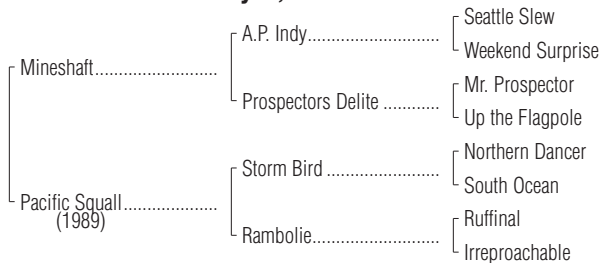 Seattle Slew
A.P. Indy..............................
Weekend Surprise
Mineshaft...........................
Mr. Prospector
Prospectors Delite .............
Up the Flagpole
Northern Dancer
Storm Bird .........................
South Ocean
Pacific Squall.....................
(1989)
Ruffinal
Rambolie............................
Irreproachable